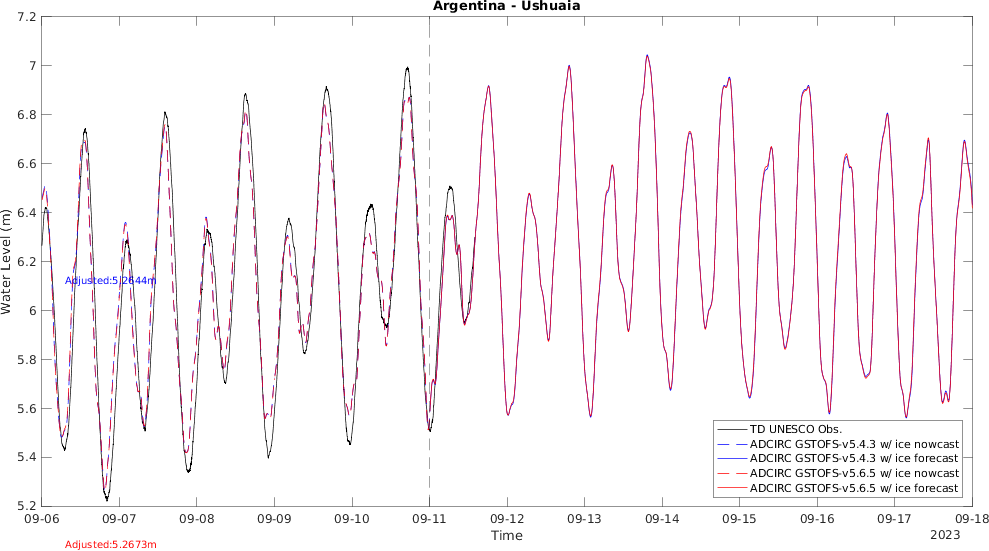 Argentina - Ushuaia
7.2
7
6.8
6.6
6.4
6.2
6
5.8
5.6
5.4
5.2
Water Level (m)
Adjusted:5.2644m
TD UNESCO Obs.
ADCIRC GSTOFS-v5.4.3 w/ ice nowcast
ADCIRC GSTOFS-v5.4.3 w/ ice forecast
ADCIRC GSTOFS-v5.6.5 w/ ice nowcast
ADCIRC GSTOFS-v5.6.5 w/ ice forecast
09-06 09-07 09-08 09-09 09-10 09-11 09-12 09-13 09-14 09-15 09-16 09-17 09-18
Time
2023
Adjusted:5.2673m